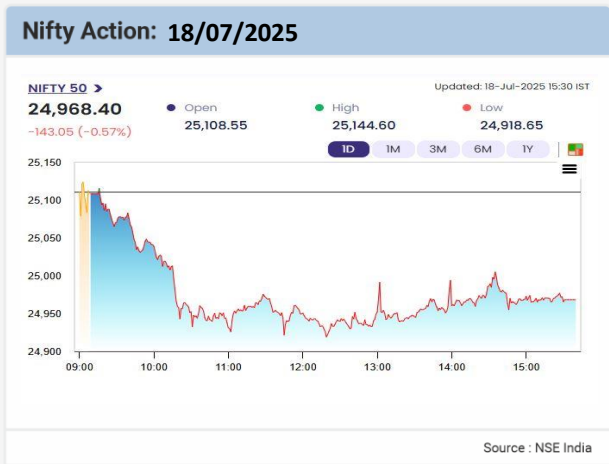 Nifty Action: 18/07/2025
NIFTY 50 >
Updated: 18-Jul-2025 15:30 IST
24,968.40
Open
High
Low
-143.05 (-0.57%)
25,108.55
25,144.60
24,918.65
1D 1M 3M 6M 1Y
25,150
25,100
25,050
25,000
24,950
24,900
09:00 10:00 11:00 12:00 13:00 14:00 15:00
Source : NSE India